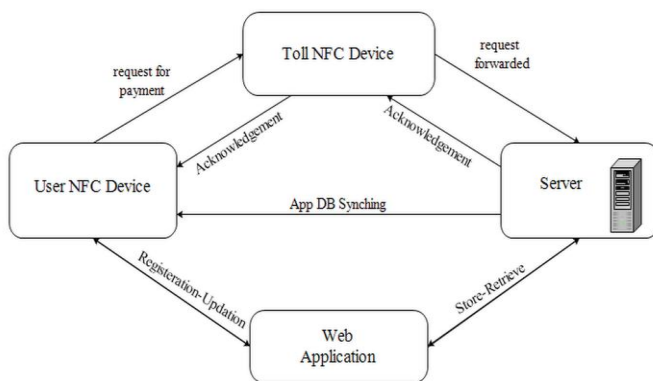 Toll NFC Device
request for
payment
request
forwarded
Acknowledgement
Acknowledgement
User NFC Device
Server
App DB Synching
Registeration-Updation
Store-Retrieve
Web
Application